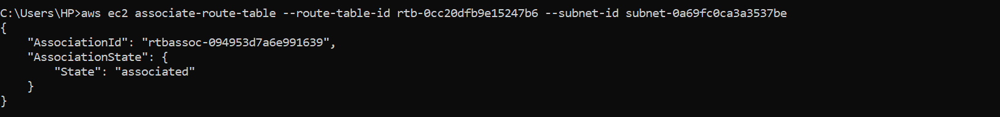 C:\Users\HP>aws ec2 associate-route-table --route-table-id rtb-0cc20dfb9e15247b6 --subnet-id subnet-0a69fc0ca3a3537be
{
    "AssociationId": "rtbassoc-094953d7a6e991639",
    "AssociationState": {
        "State": "associated"
    }
}